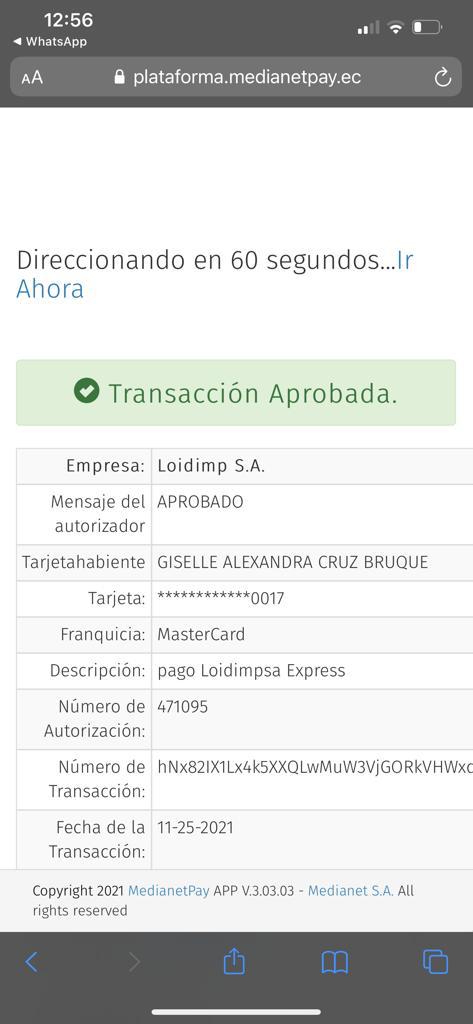 12:56
◀ WhatsApp
AA plataforma.medianetpay.ec
Direccionando en 60 segundos...Ir
Ahora
Transacción Aprobada.
Empresa: Loidimp S.A.
Mensaje del autorizador APROBADO
Tarjetahabiente GISELLE ALEXANDRA CRUZ BRUQUE
Tarjeta: ************0017
Franquicia: MasterCard
Descripción: pago Loidimpsa Express
Número de Autorización: 471095
Número de Transacción: hNx82IX1Lx4k5XXQLwMuW3VjGORkVHWxc
Fecha de la Transacción: 11-25-2021
Copyright 2021 MedianetPay APP V.3.03.03 - Medianet S.A. All
rights reserved